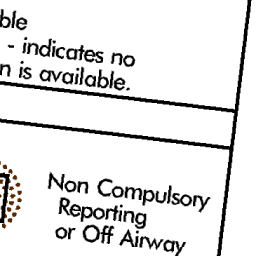 - indicates no
is available.
Non Compulsory
Reporting
or Off Airway